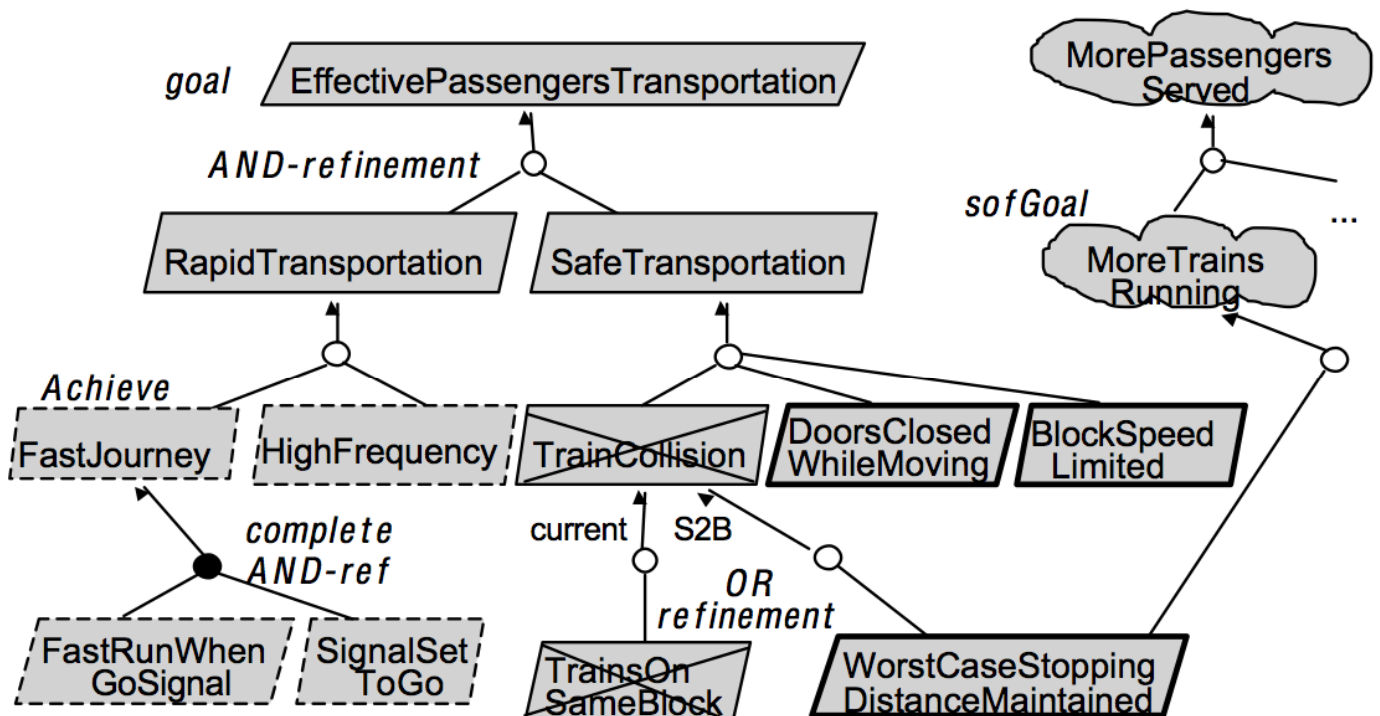 goal
EffectivePassengersTransportation
MorePassengers
Served
AND-refinement
sofGoal
...
RapidTransportation
SafeTransportation
MoreTrains
Running
Achieve
FastJourney
HighFrequency
TrainCollision
DoorsClosed
WhileMoving
BlockSpeed
Limited
complete
AND-ref
current
S2B
OR
refinement
FastRunWhen
GoSignal
SignalSet
ToGo
TrainsOn
SameBlock
WorstCaseStopping
DistanceMaintained